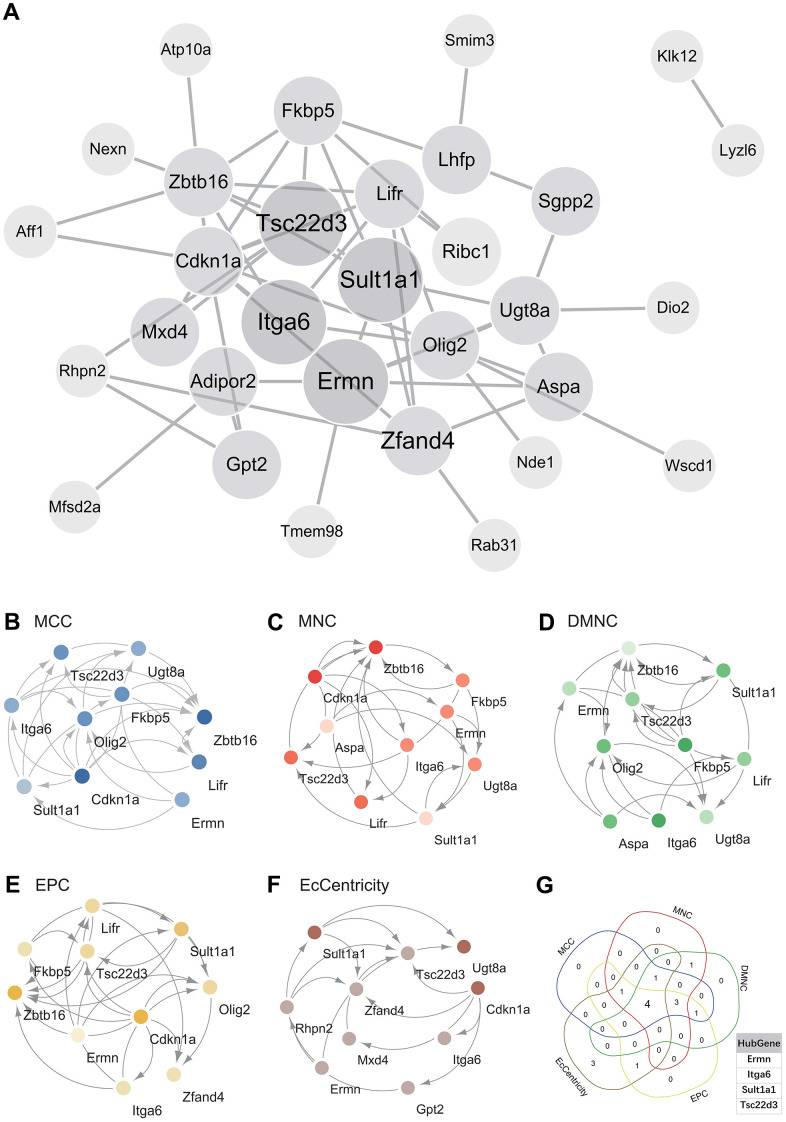 A
Atp10a
Smim3
Klk12
Fkbp5
Nexn
Lhfp
Lyzl6
Zbtb16
Lifr
Sgpp2
Tsc22d3
Aff1
Ribc1
Cdkn1a
Sult1a1
Ugt8a
Dio2
Itga6
Mxd4
Olig2
Rhpn2
Adipor2
Ermn
Aspa
Zfand4
Gpt2
Nde1
Wscd1
Mfsd2a
Tmem98
Rab31
B MCC
Ugt8a
Tsc22d3
Itga6
Olig2
Fkbp5
Zbtb16
Lifr
Sult1a1
Cdkn1a
Ermn
C MNC
Zbtb16
Cdkn1a
Fkbp5
Ermn
Aspa
Itga6
Tsc22d3
Ugt8a
Lifr
Sult1a1
D DMNC
Zbtb16
Sult1a1
Ermn
Tsc22d3
Olig2
Fkbp5
Lifr
Aspa
Itga6
Ugt8a
E EPC
Lifr
Sult1a1
Fkbp5
Tsc22d3
Olig2
Zbtb16
Cdkn1a
Ermn
Zfand4
Itga6
F EcCentricity
Sult1a1
Ugt8a
Tsc22d3
Cdkn1a
Zfand4
Rhpn2
Mxd4
Itga6
Ermn
Gpt2
G
MNC
MCC
DMNC
EcCentricity
EPC
0
0
0
0
0
0
1
0
0
1
0
0
4
3
1
0
0
0
0
0
0
0
0
0
0
0
3
1
0
0
0
HubGene
Ermn
Itga6
Sult1a1
Tsc22d3